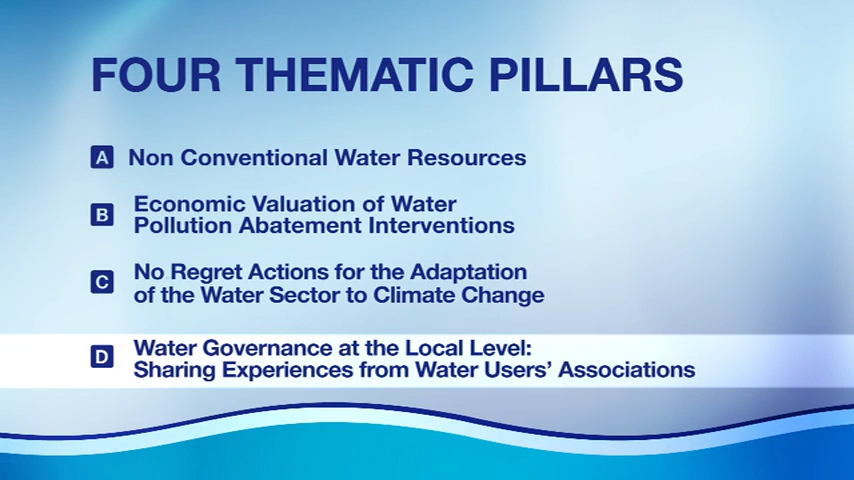 FOUR THEMATIC PILLARS
A Non Conventional Water Resources
B Economic Valuation of Water
Pollution Abatement Interventions
C No Regret Actions for the Adaptation
of the Water Sector to Climate Change
D Water Governance at the Local Level:
Sharing Experiences from Water Users’ Associations